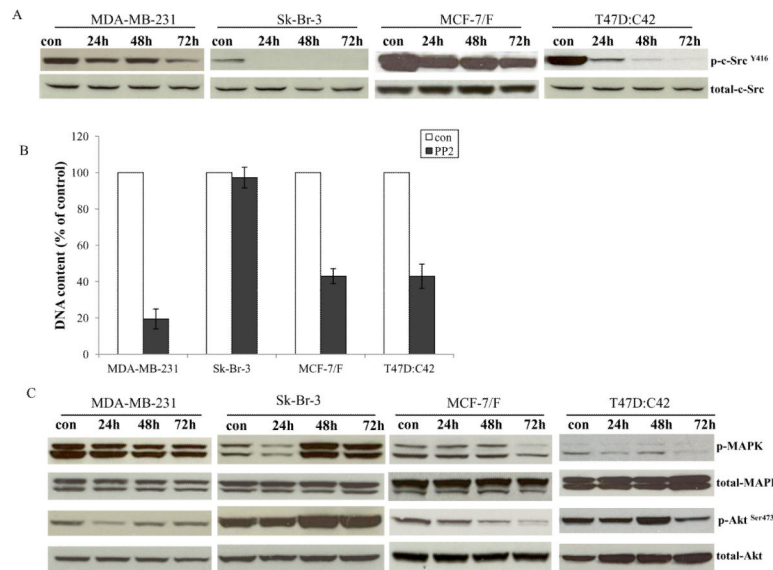 A
MDA-MB-231 Sk-Br-3 MCF-7/F T47D:C42
con 24h 48h 72h con 24h 48h 72h con 24h 48h 72h con 24h 48h 72h
p-c-Src Y416
total-c-Src
B
120
100
80
60
40
20
0
DNA content (% of control)
con
PP2
MDA-MB-231 Sk-Br-3 MCF-7/F T47D:C42
C
MDA-MB-231 Sk-Br-3 MCF-7/F T47D:C42
con 24h 48h 72h con 24h 48h 72h con 24h 48h 72h con 24h 48h 72h
p-MAPK
total-MAPI
p-Akt Ser473
total-Akt